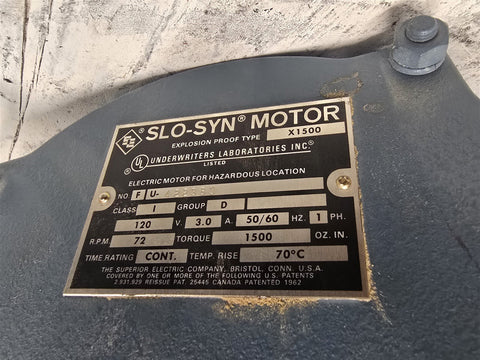 SLO-SYN® MOTOR
EXPLOSION PROOF TYPE X1500
UL® UNDERWRITERS LABORATORIES INC.®
LISTED
ELECTRIC MOTOR FOR HAZARDOUS LOCATION
NO. F U-
CLASS I GROUP D
120 V. 3.0 A. 50/60 HZ. 1 PH.
R.P.M. 72 TORQUE 1500 OZ. IN.
TIME RATING CONT. TEMP. RISE 70°C
THE SUPERIOR ELECTRIC COMPANY, BRISTOL, CONN. U.S.A.
COVERED BY ONE OR MORE OF THE FOLLOWING U.S. PATENTS
2.931.929 REISSUE PAT. 25445 CANADA PATENTED 1962